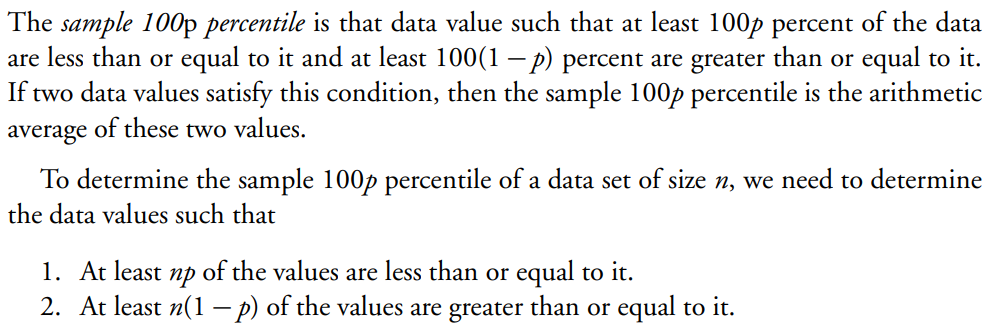 The sample 100p percentile is that data value such that at least 100p percent of the data
are less than or equal to it and at least 100(1 − p) percent are greater than or equal to it.
If two data values satisfy this condition, then the sample 100p percentile is the arithmetic
average of these two values.
To determine the sample 100p percentile of a data set of size n, we need to determine
the data values such that
1. At least np of the values are less than or equal to it.
2. At least n(1 − p) of the values are greater than or equal to it.